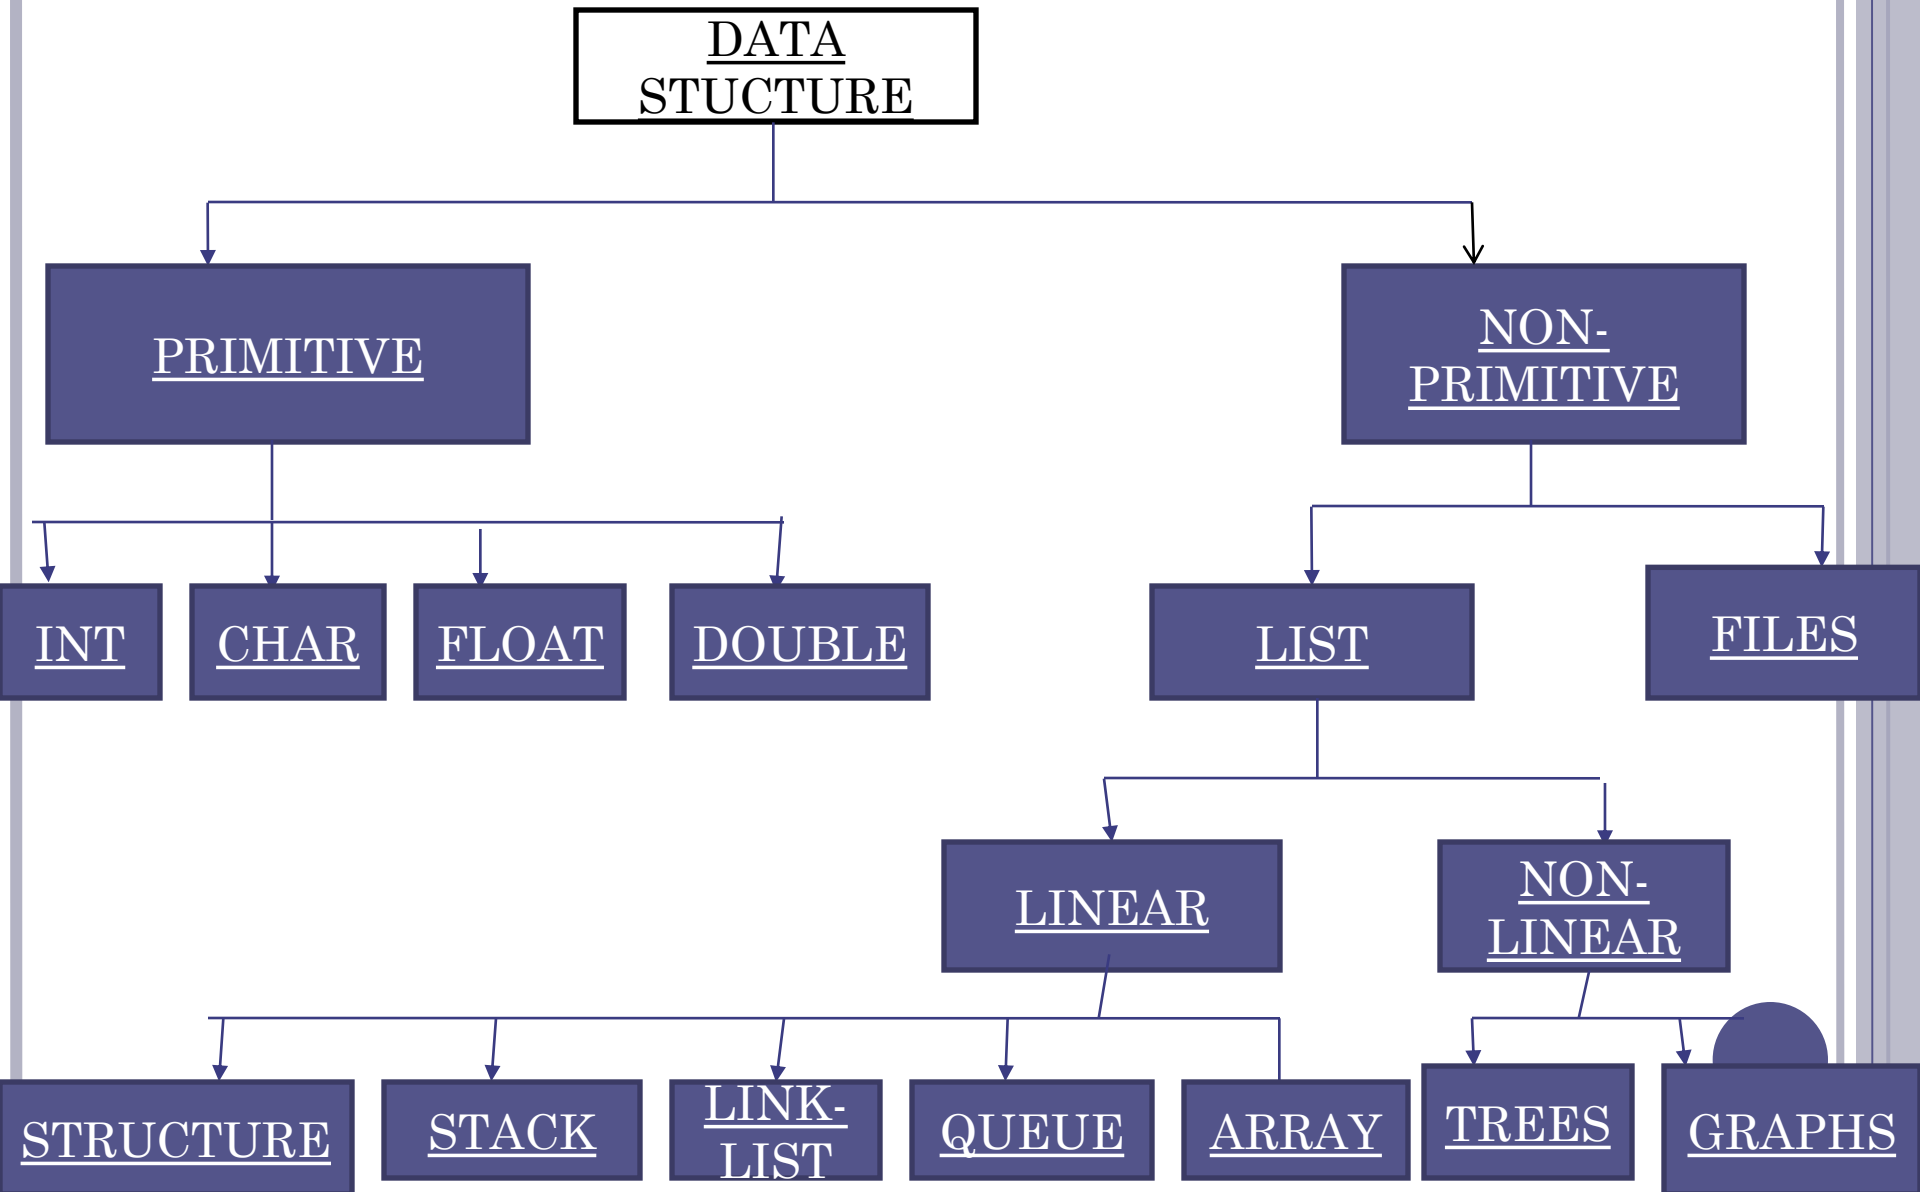 DATA
STUCTURE
PRIMITIVE
NON-
PRIMITIVE
INT
CHAR
FLOAT
DOUBLE
LIST
FILES
LINEAR
NON-
LINEAR
STRUCTURE
STACK
LINK-
LIST
QUEUE
ARRAY
TREES
GRAPHS